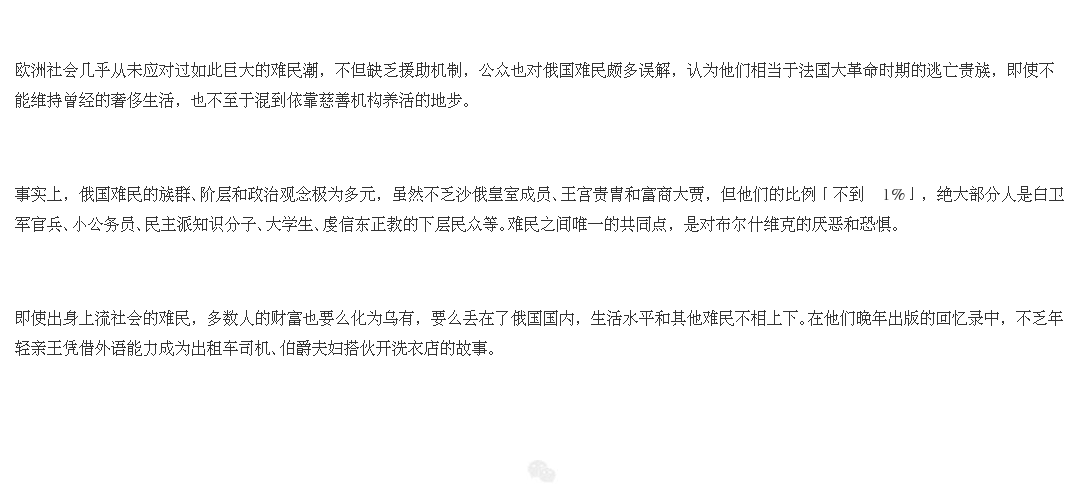 欧洲社会几乎从未应对过如此巨大的难民潮，不但缺乏援助机制，公众也对俄国难民颇多误解，认为他们相当于法国大革命时期的逃亡贵族，即使不
能维持曾经的奢侈生活，也不至于混到依靠慈善机构养活的地步。
事实上，俄国难民的族群、阶层和政治观念极为多元，虽然不乏沙俄皇室成员、王宫贵胄和富商大贾，但他们的比例「不到 1%」，绝大部分人是白卫
军官兵、小公务员、民主派知识分子、大学生、虔信东正教的下层民众等。难民之间唯一的共同点，是对布尔什维克的厌恶和恐惧。
即使出身上流社会的难民，多数人的财富也要么化为乌有，要么丢在了俄国国内，生活水平和其他难民不相上下。在他们晚年出版的回忆录中，不乏年
轻亲王凭借外语能力成为出租车司机、伯爵夫妇搭伙开洗衣店的故事。